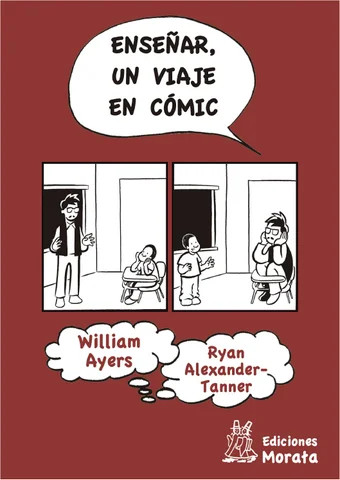 ENSEÑAR,
UN VIAJE
EN CÓMIC
William
Ayers
Ryan
Alexander-
Tanner
Ediciones
Morata